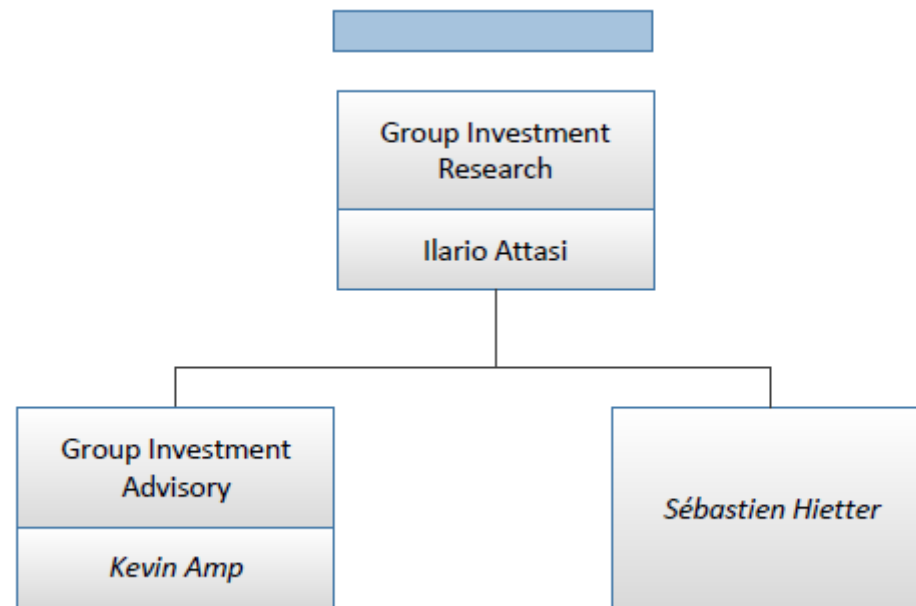 Group Investment
Research
Ilario Attasi
Group Investment
Advisory
Kevin Amp
Sébastien Hietter